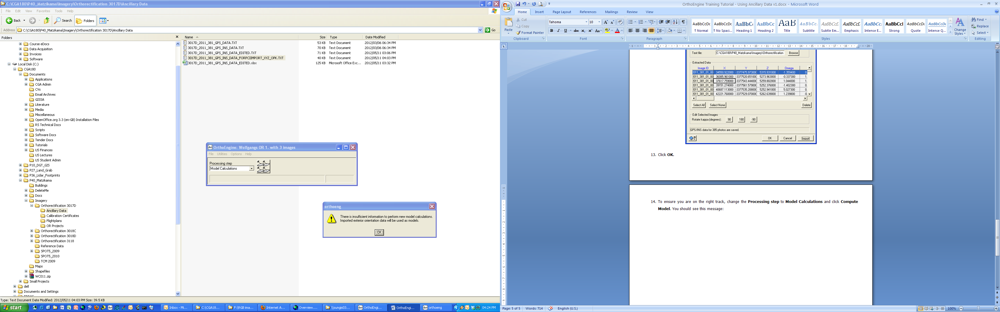 C:\CGA180\P40_Matzikama\Imagery\Orthorectification 3017D\Ancillary Data
File Edit View Favorites Tools Help
Back Search Folders
Address C:\CGA180\P40_Matzikama\Imagery\Orthorectification 3017D\Ancillary Data Go
Folders
Course eDocs
Data Acquisition
Invoices
Software
Local Disk (C:)
CGA180
Documents
Applications
CGA Admin
CVs
Email Archives
GISSA
Literature
Media
Miscellaneous
OpenOffice.org 3.3 (en-GB) Installation Files
RS Technical Docs
Scripts
Software Docs
Tender Docs
Tutorials
US Finances
US Lectures
US Student Admin
P10_DGT_GIS
P27_Land_Grab
P36_Lidar_Footprints
P40_Matzikama
Buildings
DeleteMe
Docs
Imagery
Orthorectification 3017D
Ancillary Data
Calibration Certificates
Flightplans
OR Projects
Orthorectification 3018C
Orthorectification 3018D
Orthorectification 3118
Reference Data
SPOT5_2009
SPOT5_2010
TCM 2009
Maps
Shapefiles
WC011.zip
Small Projects
dell
Documents and Settings
Name Size Type Date Modified
3017D_2011_381_GPS_DATA.TXT 53 KB Text Document 2012/03/06 06:34 PM
3017D_2011_381_GPS_INS_DATA.TXT 70 KB Text Document 2012/03/06 06:34 PM
3017D_2011_381_GPS_INS_DATA_EDITED.TXT 71 KB Text Document 2012/05/11 03:06 PM
3017D_2011_381_GPS_INS_DATA_FORPCIIMPORT_XYZ_OPK.TXT 40 KB Text Document 2012/05/11 04:03 PM
3017D_2011_381_GPS_INS_DATA_EDITED.xlsx 125 KB Microsoft Office Exc... 2012/05/11 03:32 PM
OrthoEngine: Wolfgangs OR 1. with 3 images
File Utilities Options Help
Processing step
Model Calculations
orthoeng
There is insufficient information to perform new model calculations.
Imported exterior orientation data will be used as models.
OK
Type: Text Document Date Modified: 2012/05/11 04:03 PM Size: 39.5 KB
start Inbox - Mi... C:\CGA18... F:\RGB ima... Internet A... Overview.... \\sungis03... OrthoEngi... OrthoEngi... orthoeng 04:24 PM
OrthoEngine Training Tutorial - Using Ancillary Data v1.docx - Microsoft Word
Home Insert Page Layout References Mailings Review View
Paste Cut Copy Format Painter
Clipboard
Tahoma 10
Font
Paragraph
AaBbCcDc AaBbCcDc AaBbC AaBbCc AaB AaBbCc. AaBbCcDc AaBbCcDc AaBbCcDc AaBbCcl AaBbCcDc AaBbCcDc
¶ Normal ¶ No Spaci... Heading 1 Heading 2 Title Subtitle Subtle Em... Emphasis Intense E... Strong Quote Intense Q...
Change Styles
Styles
Find
Replace
Select
Editing
Text file: C:\CGA180\P40_Matzikama\Imagery\Orthorectification Browse
Extracted Data
Image ID X Y Z Omega
2011_381_01_00 34550.922000 -3377475.973000 5315.931000 -1.359400 0.
2011_381_01_00 36085.961000 -3377520.651000 5273.963000 -0.337300 1.
2011_381_01_00 37617.759000 -3377543.444000 5259.802000 1.044000 1.
2011_381_01_00 39151.274000 -3377561.579000 5252.376000 -1.402300 0.
2011_381_01_00 40687.113000 -3377535.208000 5252.941000 5.027300 0.
2011_381_01_00 42221.760000 -3377529.070000 5262.639000 1.239800 -0.
Select All Select None Delete
Edit Selected Images
Rotate kappa (degrees) : 90 180 -90
GPS/INS data for 385 photos are saved.
OK Cancel Import
13. Click OK.
14. To ensure you are on the right track, change the Processing step to Model Calculations and click Compute
Model. You should see this message:
Page: 5 of 5 Words: 714 English (U.S.) 100%